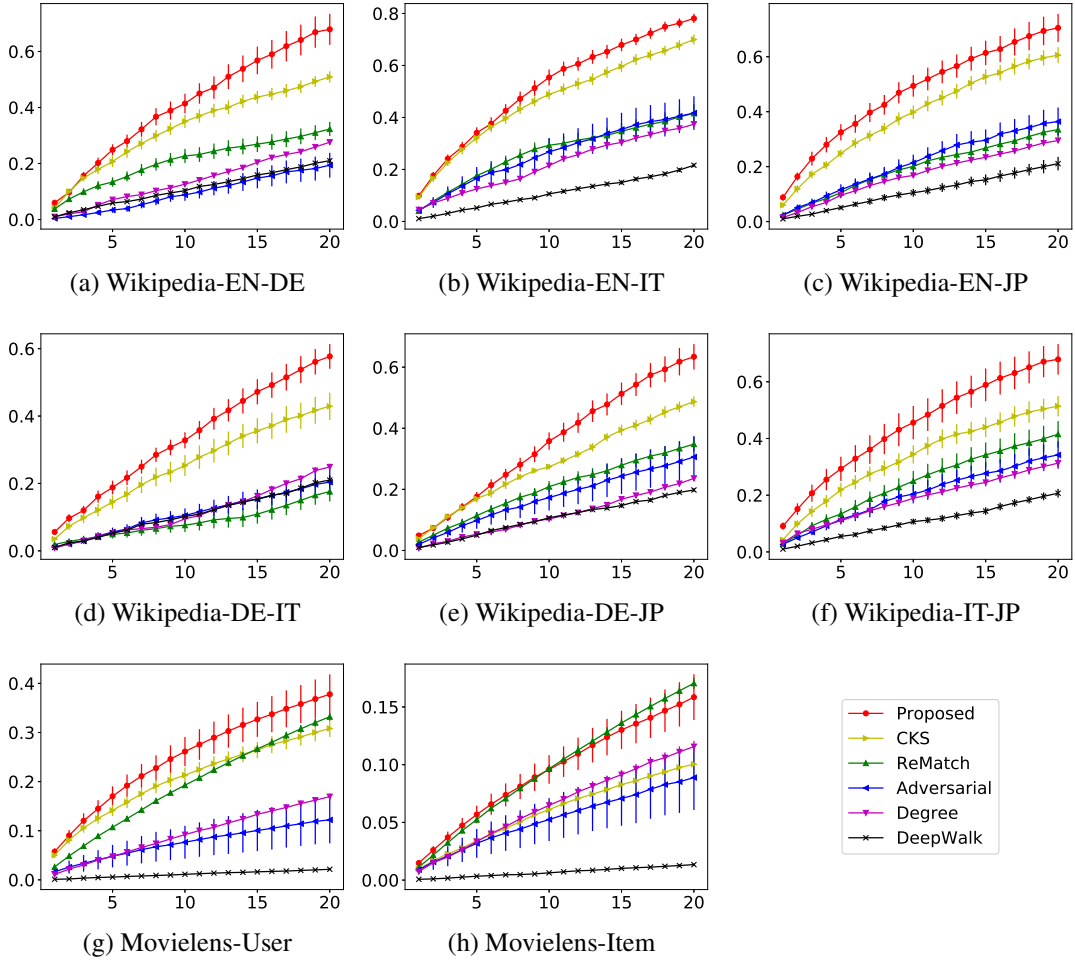 0.6
0.4
0.2
0.0
5 10 15 20
(a) Wikipedia-EN-DE
0.8
0.6
0.4
0.2
0.0
5 10 15 20
(b) Wikipedia-EN-IT
0.6
0.4
0.2
0.0
5 10 15 20
(c) Wikipedia-EN-JP
0.6
0.4
0.2
0.0
5 10 15 20
(d) Wikipedia-DE-IT
0.6
0.4
0.2
0.0
5 10 15 20
(e) Wikipedia-DE-JP
0.6
0.4
0.2
0.0
5 10 15 20
(f) Wikipedia-IT-JP
0.4
0.3
0.2
0.1
0.0
5 10 15 20
(g) Movielens-User
0.15
0.10
0.05
0.00
5 10 15 20
(h) Movielens-Item
Proposed
CKS
ReMatch
Adversarial
Degree
DeepWalk